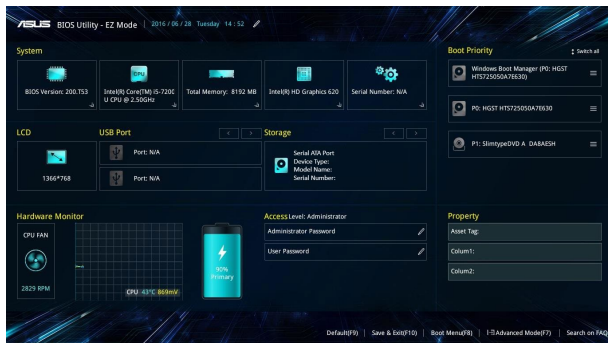 ASUS BIOS Utility - EZ Mode 2016/06/28 Tuesday 14:52
System
BIOS Version: 200.T53
CPU
Intel(R) Core(TM) i5-7200
U CPU @ 2.50GHz
Total Memory: 8192 MB
Intel(R) HD Graphics 620
Serial Number: N/A
Boot Priority
Switch all
Windows Boot Manager (P0: HGST
HTS725050A7E630)
P0: HGST HTS725050A7E630
P1: SlimtypeDVD A DA8AESH
LCD
1366*768
USB Port
Port: N/A
Port: N/A
Storage
Serial ATA Port
Device Type:
Model Name:
Serial Number:
Hardware Monitor
CPU FAN
2829 RPM
CPU 43°C 869mV
90%
Primary
Access Level: Administrator
Administrator Password
User Password
Property
Asset Tag:
Colum1:
Colum2:
Default(F9) | Save & Exit(F10) | Boot Menu(F8) | Advanced Mode(F7) | Search on FAQ